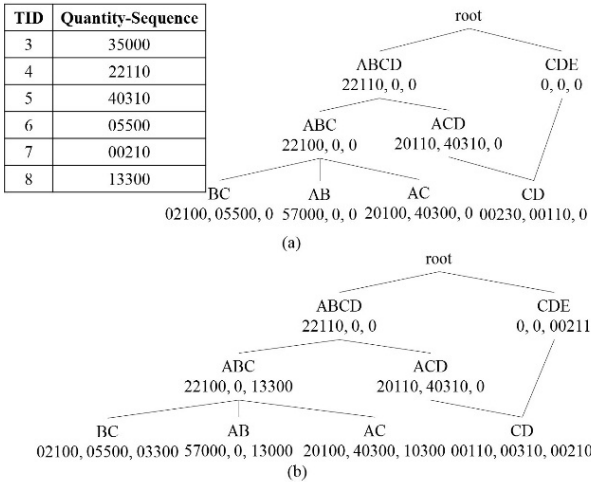 TID Quantity-Sequence
3 35000
4 22110
5 40310
6 05500
7 00210
8 13300
root
ABCD CDE
22110, 0, 0 0, 0, 0
ABC ACD
22100, 0, 0 20110, 40310, 0
BC AB AC CD
02100, 05500, 0 57000, 0, 0 20100, 40300, 0 00230, 00110, 0
(a)
root
ABCD CDE
22110, 0, 0 0, 0, 00211
ABC ACD
22100, 0, 13300 20110, 40310, 0
BC AB AC CD
02100, 05500, 03300 57000, 0, 13000 20100, 40300, 10300 00110, 00310, 00210
(b)